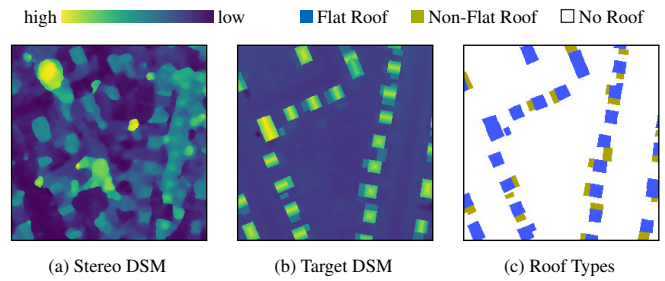 high low Flat Roof Non-Flat Roof No Roof
(a) Stereo DSM (b) Target DSM (c) Roof Types